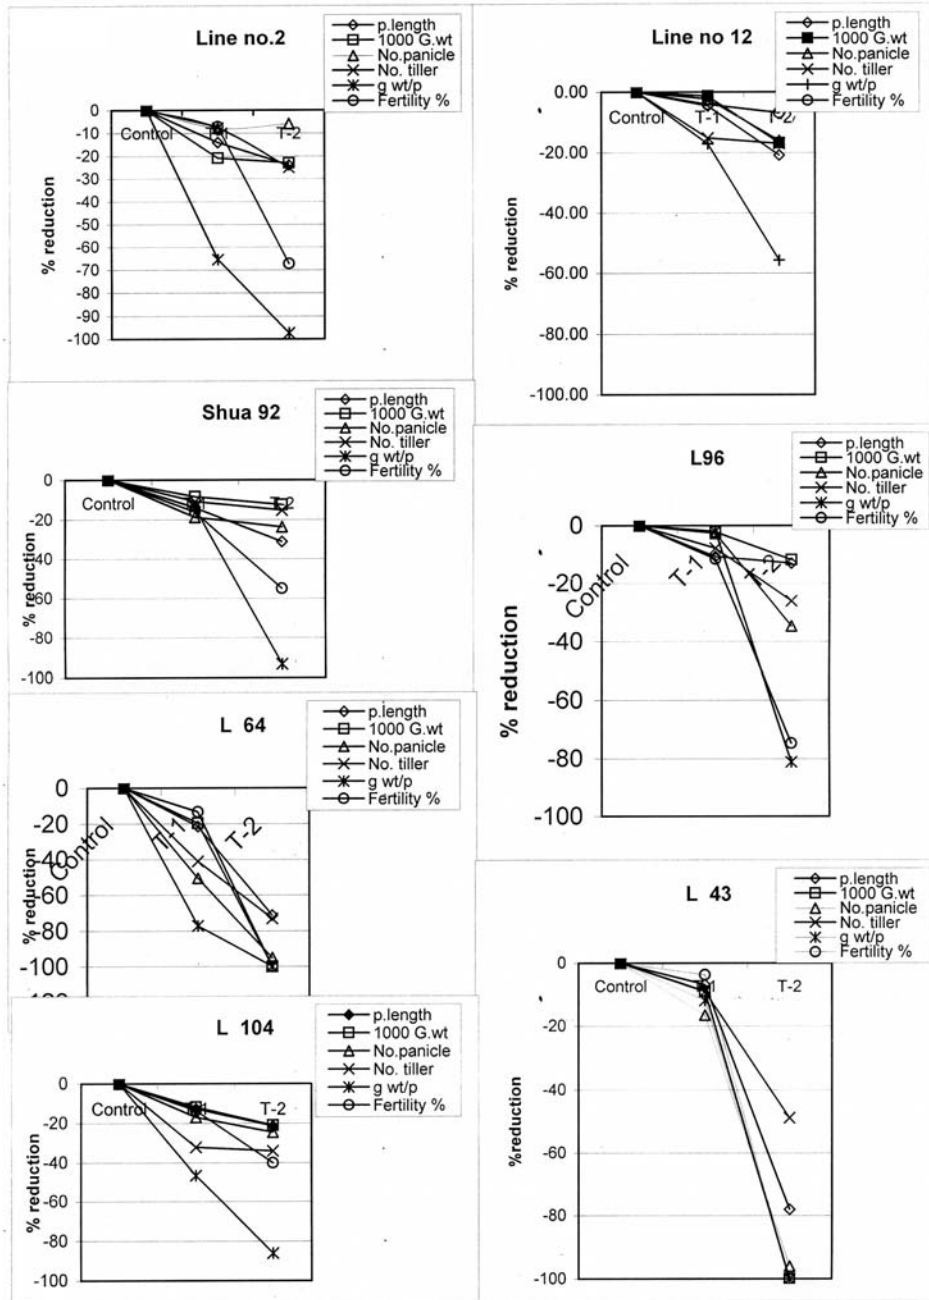 Line no.2
p.length
1000 G.wt
No.panicle
No. tiller
g wt/p
Fertility %
0
-10
-20
-30
-40
-50
-60
-70
-80
-90
-100
% reduction
Control
T-2
Line no 12
p.length
1000 G.wt
No.panicle
No. tiller
g wt/p
Fertility %
0.00
-20.00
-40.00
-60.00
-80.00
-100.00
% reduction
Control
T-1
T-2
Shua 92
p.length
1000 G.wt
No.panicle
No. tiller
g wt/p
Fertility %
0
-20
-40
-60
-80
-100
% reduction
Control
L96
p.length
1000 G.wt
No.panicle
No. tiller
g wt/p
Fertility %
0
-20
-40
-60
-80
-100
% reduction
Control
T-1
T-2
L 64
p.length
1000 G.wt
No.panicle
No. tiller
g wt/p
Fertility %
0
-20
-40
-60
-80
-100
% reduction
Control
T-1
T-2
L 43
p.length
1000 G.wt
No.panicle
No. tiller
g wt/p
Fertility %
0
-20
-40
-60
-80
-100
%reduction
Control
T-2
L 104
p.length
1000 G.wt
No.panicle
No. tiller
g wt/p
Fertility %
0
-20
-40
-60
-80
-100
% reduction
Control
T-2